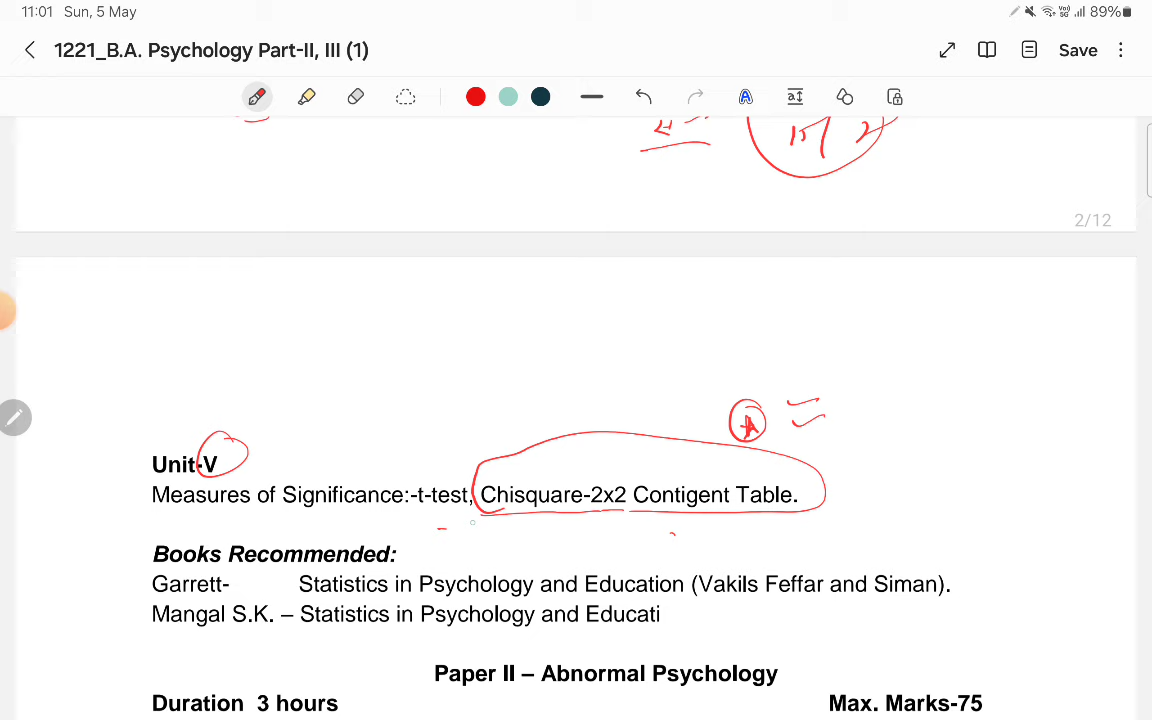 11:01 Sun, 5 May 89%
1221_B.A. Psychology Part-II, III (1)
Save
2/12
Unit-V
Measures of Significance:-t-test, Chisquare-2x2 Contigent Table.
Books Recommended:
Garrett- Statistics in Psychology and Education (Vakils Feffar and Siman).
Mangal S.K. – Statistics in Psychology and Educati
Paper II – Abnormal Psychology
Duration 3 hours Max. Marks-75